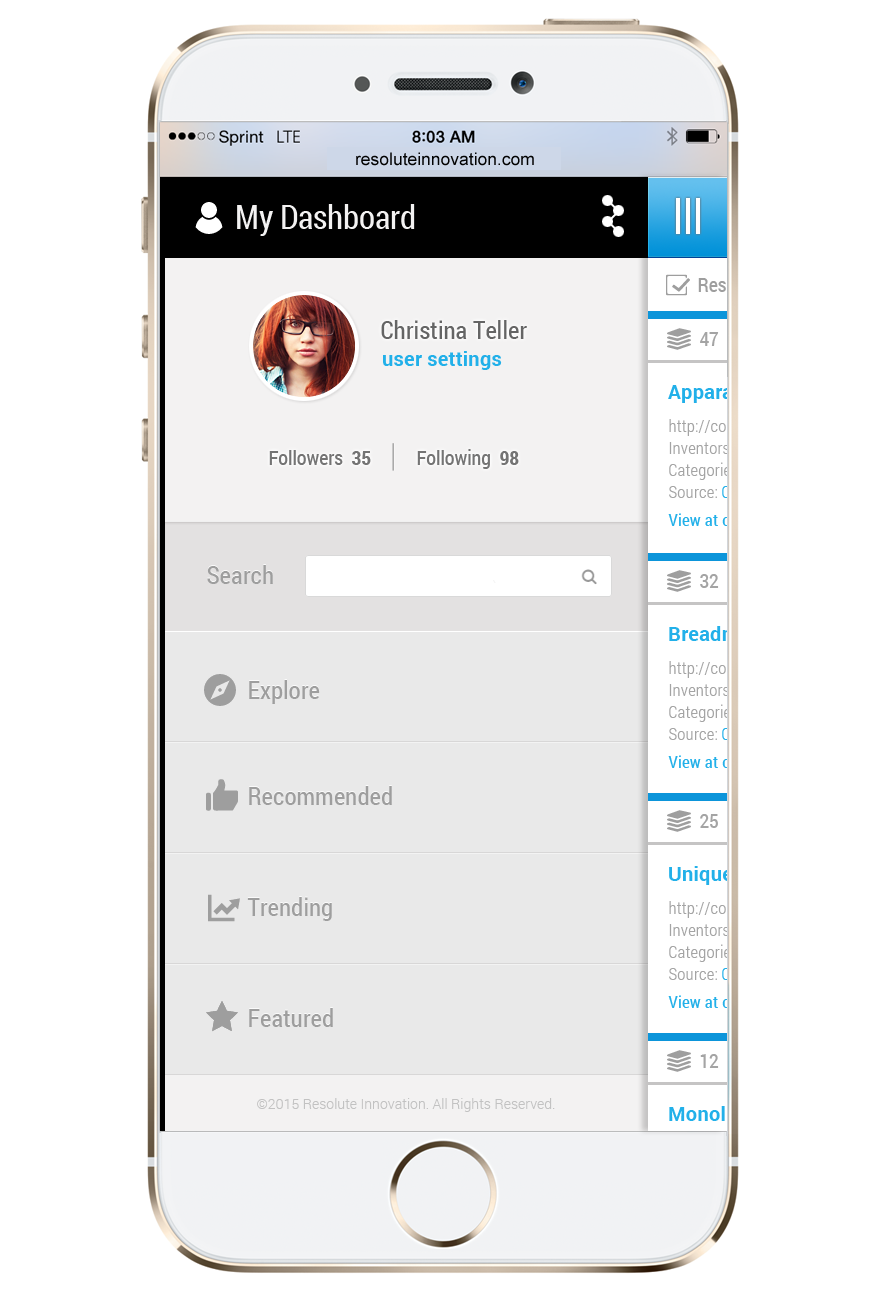 Sprint LTE 8:03 AM
resoluteinnovation.com
My Dashboard
Christina Teller
user settings
Followers 35 Following 98
Search
Explore
Recommended
Trending
Featured
©2015 Resolute Innovation. All Rights Reserved.
Res
47
Appara
http://co
Inventors
Categorie
Source: C
View at c
32
Breadm
http://co
Inventors
Categorie
Source: C
View at c
25
Unique
http://co
Inventors
Categorie
Source: C
View at c
12
Monol